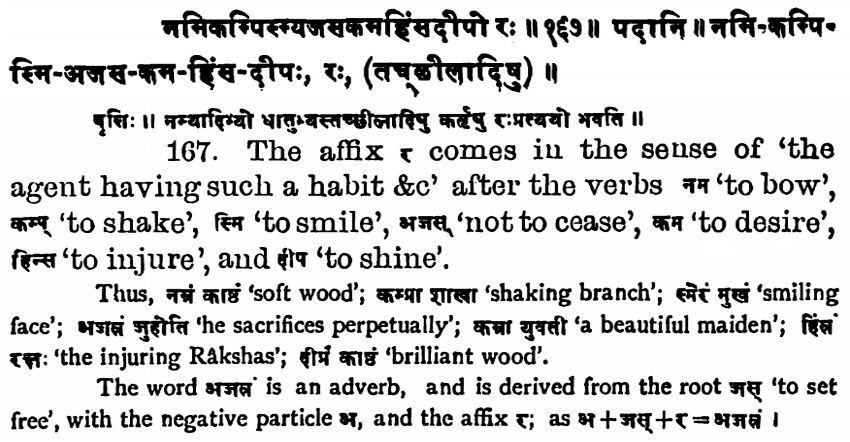 नमिकम्पिस्म्यजसकमहिंसदीपो रः ॥ १६७ ॥ पदानि ॥ नमि-कम्पि-
स्मि-अजस-कम-हिंस-दीपः, रः, (तच्छीलादिषु) ॥
वृत्तिः ॥ नम्यादिभ्यो धातुभ्यस्तच्छीलादिषु कर्तृषु रःप्रत्ययो भवति ॥
167. The affix र comes in the sense of ‘the
agent having such a habit &c’ after the verbs नम ‘to bow’,
कम्प् ‘to shake’, स्मि ‘to smile’, अजस् ‘not to cease’, कम ‘to desire’,
हिन्स ‘to injure’, and दीप ‘to shine’.
Thus, नम्रं काष्ठं ‘soft wood’; कम्प्रा शाखा ‘shaking branch’; स्मेरं मुखं ‘smiling
face’; अजस्रं जुहोति ‘he sacrifices perpetually’; कम्रा युवती ‘a beautiful maiden’; हिंस्रं
रक्षः ‘the injuring Râkshas’; दीप्रं काष्ठं ‘brilliant wood’.
The word अजस्रं is an adverb, and is derived from the root जस् ‘to set
free’, with the negative particle अ, and the affix र; as अ+जस्+र=अजस्रं ।